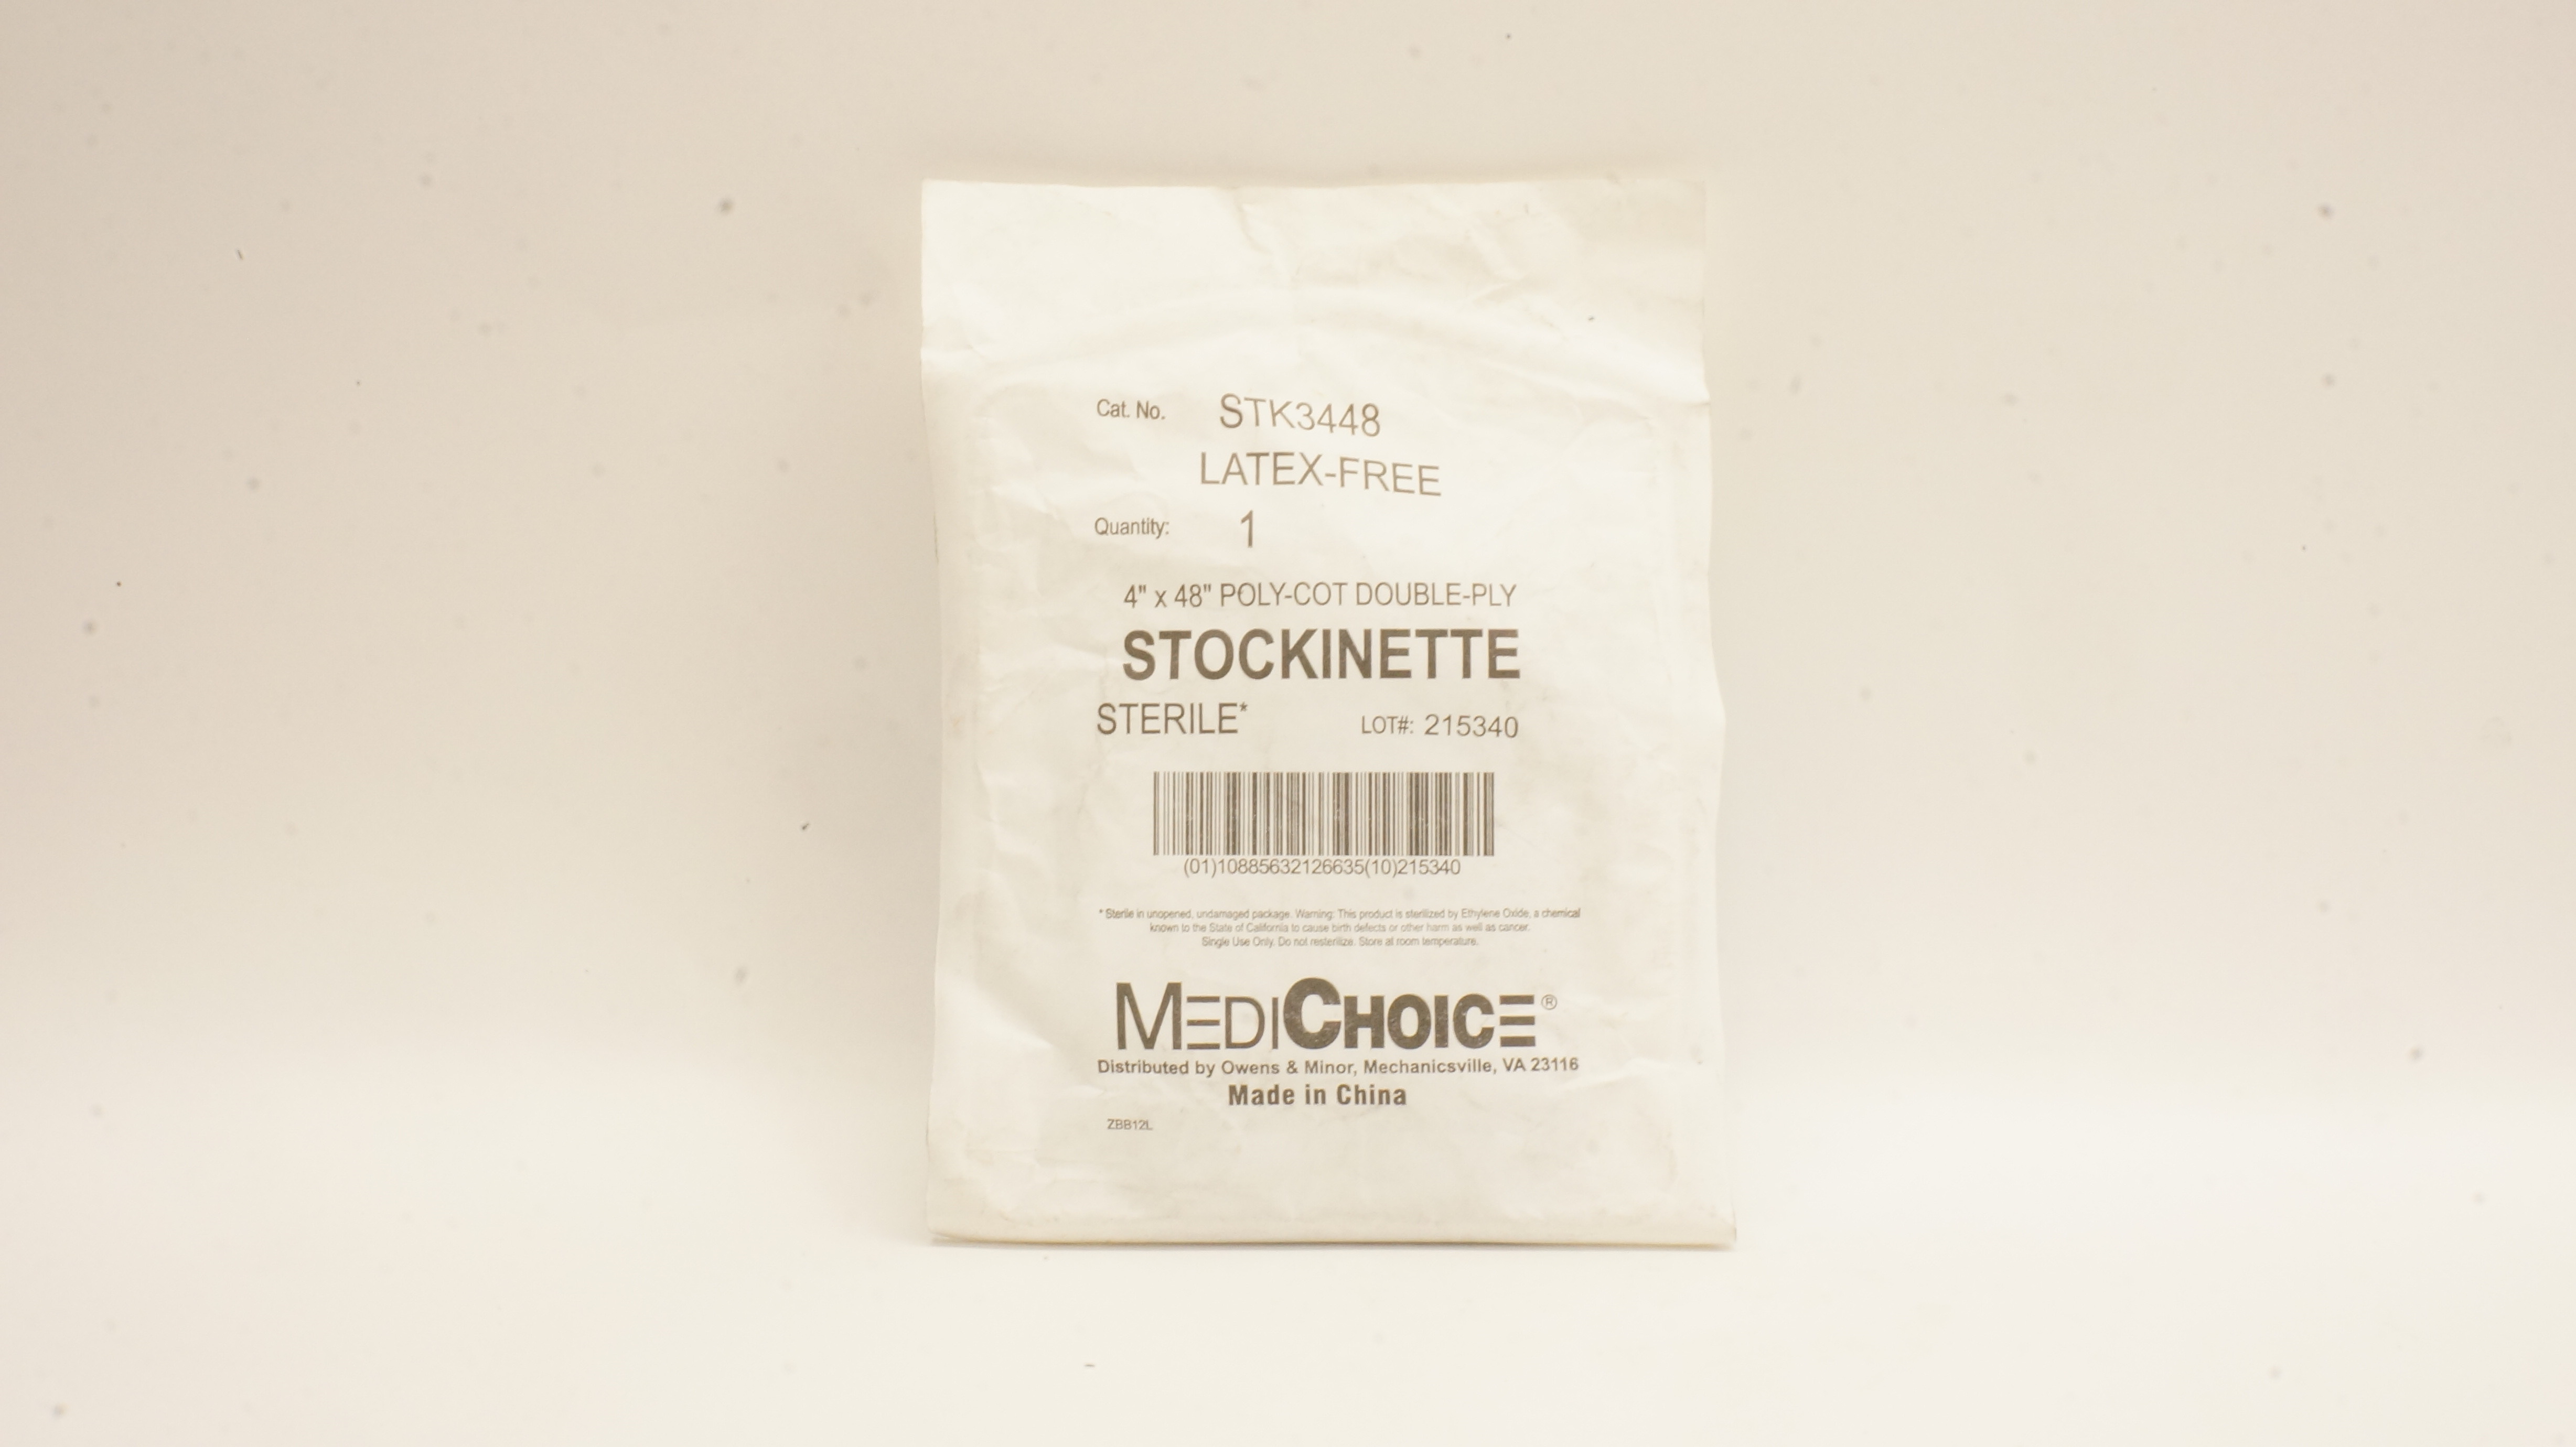 Cat. No. STK3448
LATEX-FREE
Quantity: 1
4" x 48" POLY-COT DOUBLE-PLY
STOCKINETTE
STERILE* LOT#: 215340
(01)10885632126635(10)215340
* Sterile in unopened, undamaged package. Warning: This product is sterilized by Ethylene Oxide, a chemical
known to the State of California to cause birth defects or other harm as well as cancer.
Single Use Only. Do not resterilize. Store at room temperature.
MEDICHOICE®
Distributed by Owens & Minor, Mechanicsville, VA 23116
Made in China
ZBB12L